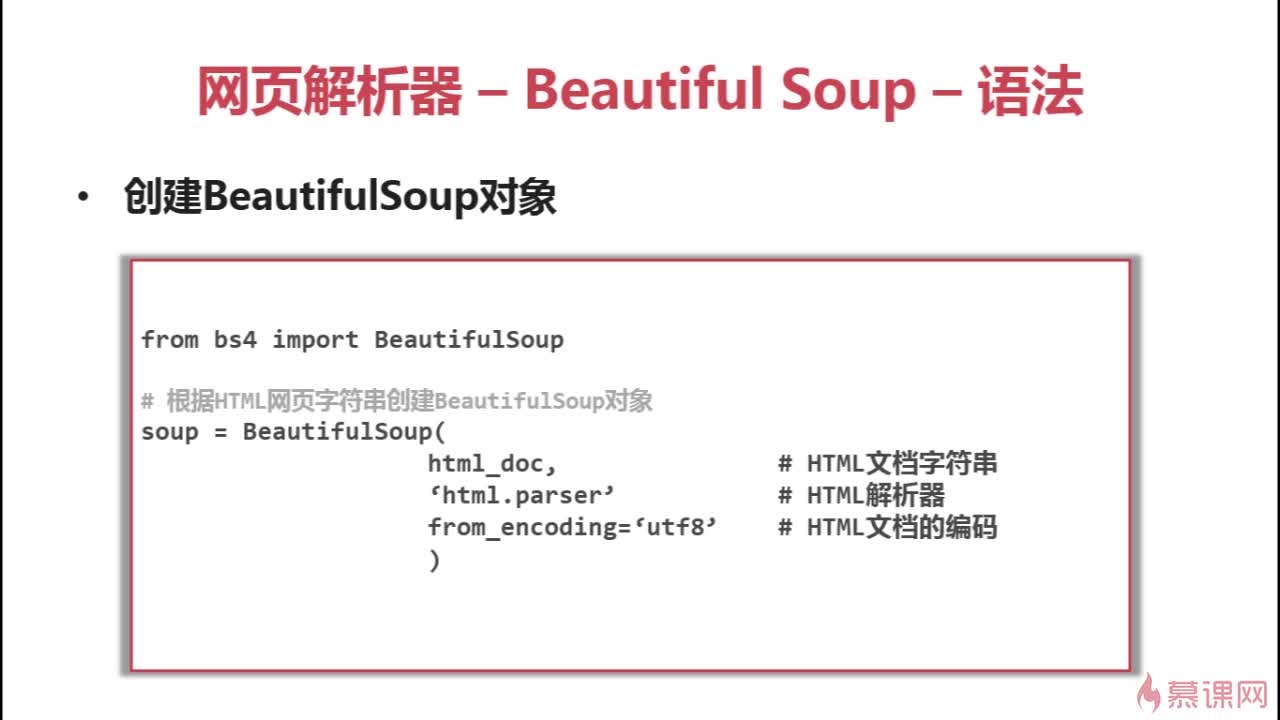 网页解析器 – Beautiful Soup – 语法
• 创建BeautifulSoup对象
from bs4 import BeautifulSoup
# 根据HTML网页字符串创建BeautifulSoup对象
soup = BeautifulSoup(
html_doc, # HTML文档字符串
‘html.parser’ # HTML解析器
from_encoding=‘utf8’ # HTML文档的编码
)
慕课网